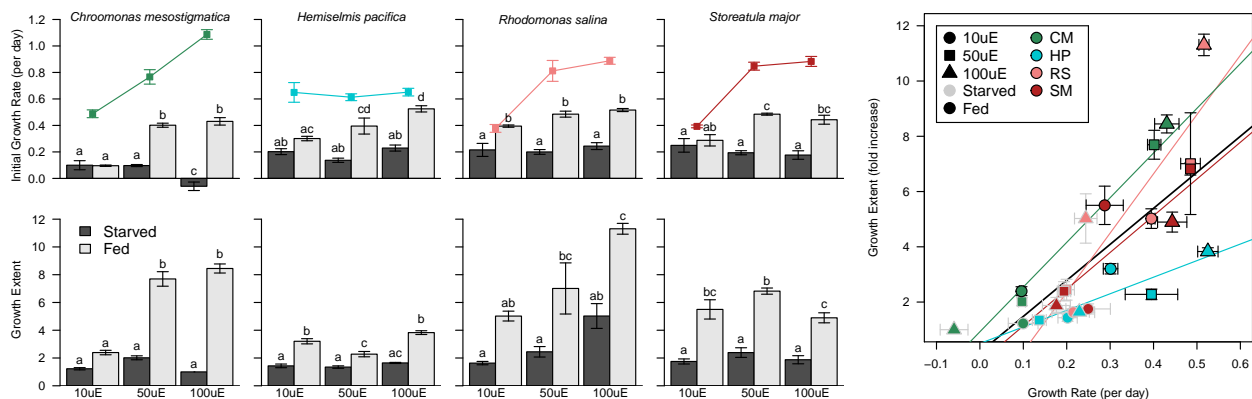 Chroomonas mesostigmatica
Hemiselmis pacifica
Rhodomonas salina
Storeatula major
Initial Growth Rate (per day)
1.2
1.0
0.8
0.6
0.4
0.2
0.0
a a a b c b
ab ac a cd ab d
a b a b a b
a ab a c a bc
Growth Extent
12
10
8
6
4
2
0
Starved
Fed
a a a b a b
a b a c ac c
a ab ab bc b c
a bc a b a c
10uE 50uE 100uE
10uE 50uE 100uE
10uE 50uE 100uE
10uE 50uE 100uE
Growth Extent (fold increase)
12
10
8
6
4
2
10uE
50uE
100uE
Starved
Fed
CM
HP
RS
SM
−0.1 0.0 0.1 0.2 0.3 0.4 0.5 0.6
Growth Rate (per day)